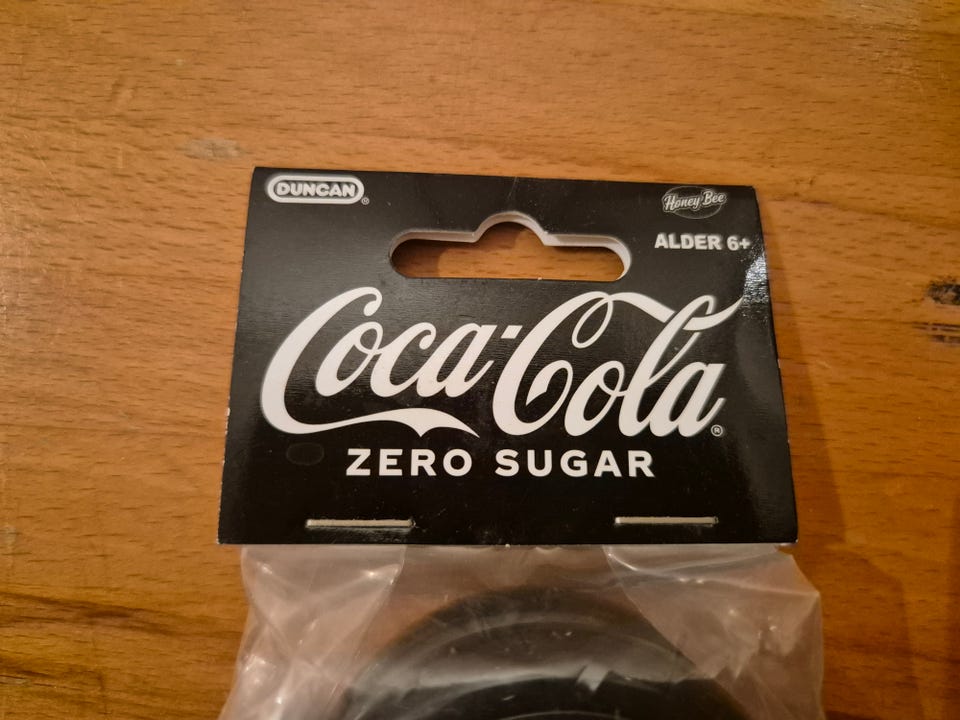 DUNCAN®
Honey Bee
ALDER 6+
Coca-Cola®
ZERO SUGAR